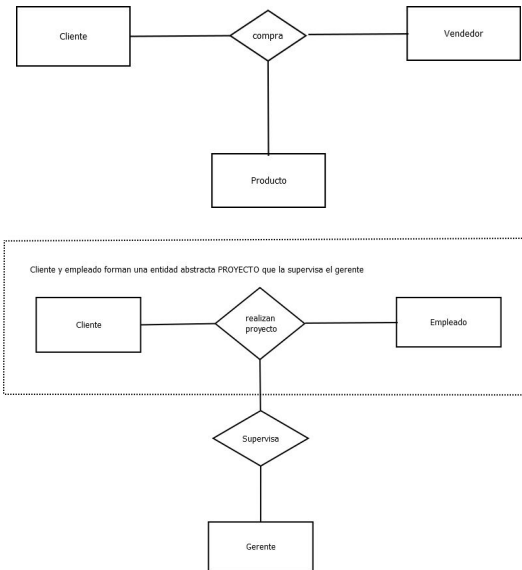 Cliente
compra
Vendedor
Producto
Cliente y empleado forman una entidad abstracta PROYECTO que la supervisa el gerente
Cliente
realizan
proyecto
Empleado
Supervisa
Gerente